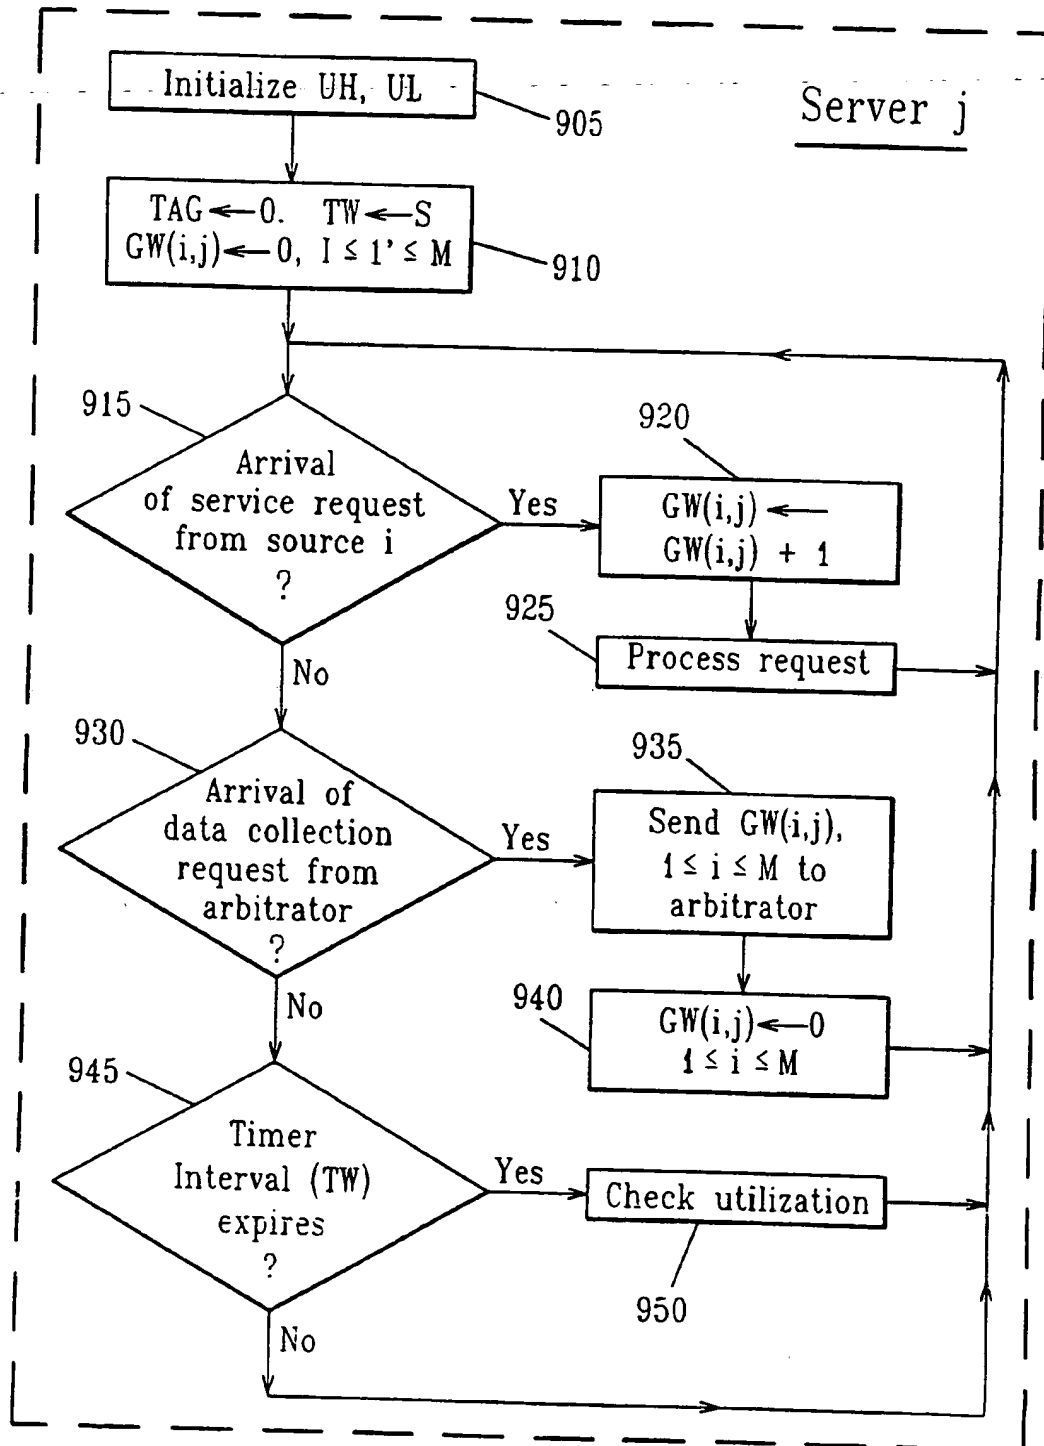 Initialize UH, UL
905
Server j
TAG ← 0. TW ← S
GW(i,j) ← 0, I ≤ 1' ≤ M
910
915
Arrival
of service request
from source i
?
Yes
920
GW(i,j) ←
GW(i,j) + 1
925
Process request
No
930
Arrival of
data collection
request from
arbitrator
?
Yes
935
Send GW(i,j),
1 ≤ i ≤ M to
arbitrator
No
940
GW(i,j) ← 0
1 ≤ i ≤ M
945
Timer
Interval (TW)
expires
?
Yes
Check utilization
950
No